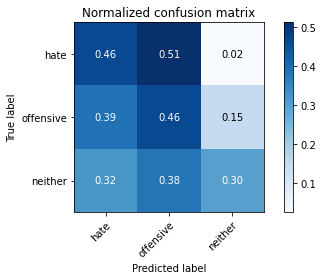 Normalized confusion matrix
True label
hate 0.46 0.51 0.02
offensive 0.39 0.46 0.15
neither 0.32 0.38 0.30
hate offensive neither
Predicted label
0.5
0.4
0.3
0.2
0.1